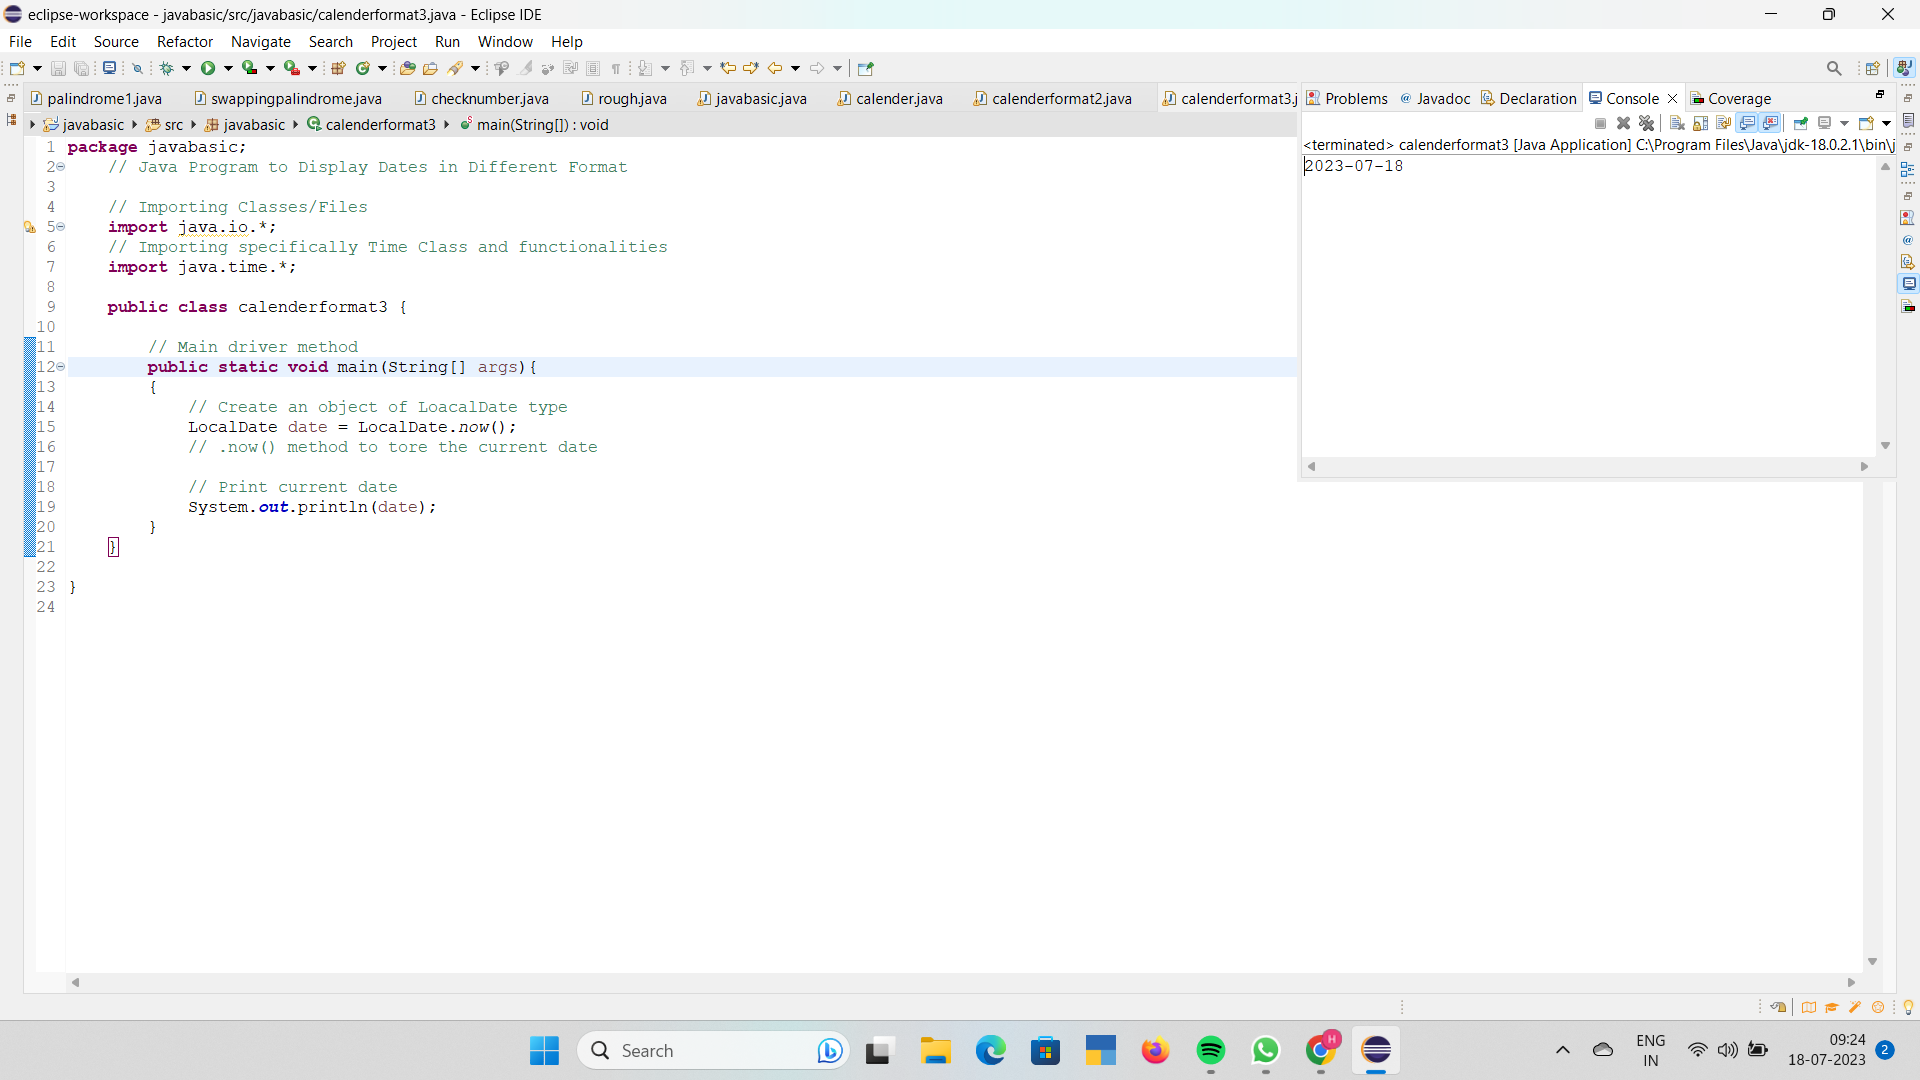 eclipse-workspace - javabasic/src/javabasic/calenderformat3.java - Eclipse IDE
File Edit Source Refactor Navigate Search Project Run Window Help
palindrome1.java swappingpalindrome.java checknumber.java rough.java javabasic.java calender.java calenderformat2.java calenderformat3.j
Problems @ Javadoc Declaration Console Coverage
javabasic src javabasic calenderformat3 main(String[]) : void
<terminated> calenderformat3 [Java Application] C:\Program Files\Java\jdk-18.0.2.1\bin\j
2023-07-18
1 package javabasic;
2 // Java Program to Display Dates in Different Format
3
4 // Importing Classes/Files
5 import java.io.*;
6 // Importing specifically Time Class and functionalities
7 import java.time.*;
8
9 public class calenderformat3 {
10
11 // Main driver method
12 public static void main(String[] args){
13 {
14 // Create an object of LoacalDate type
15 LocalDate date = LocalDate.now();
16 // .now() method to tore the current date
17
18 // Print current date
19 System.out.println(date);
20 }
21 }
22
23 }
24
Search
H
ENG
IN
09:24
18-07-2023
2